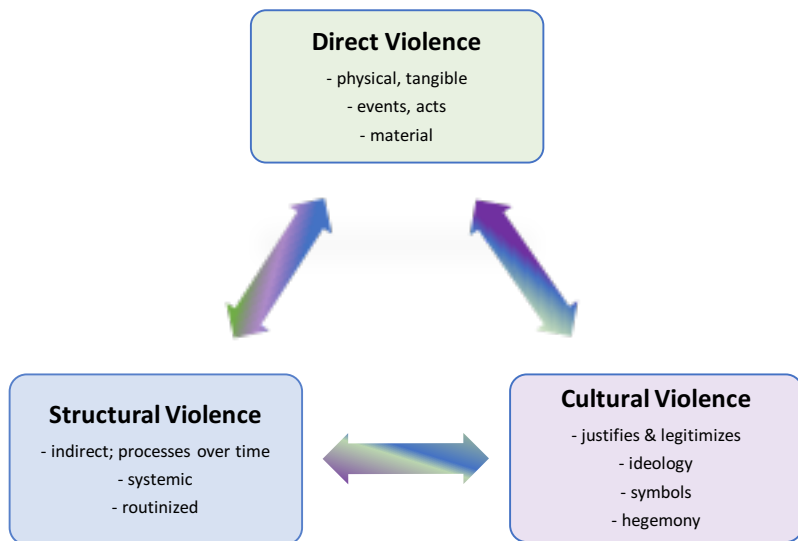 Direct Violence
- physical, tangible
- events, acts
- material
Structural Violence
- indirect; processes over time
- systemic
- routinized
Cultural Violence
- justifies & legitimizes
- ideology
- symbols
- hegemony